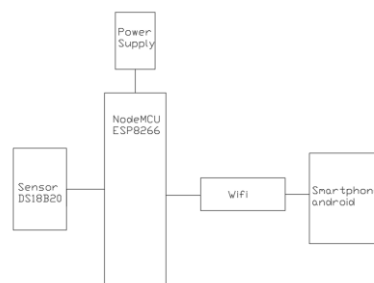 Power
Supply
NodeMCU
ESP8266
Sensor
DS18B20
Wifi
Smartphon
android